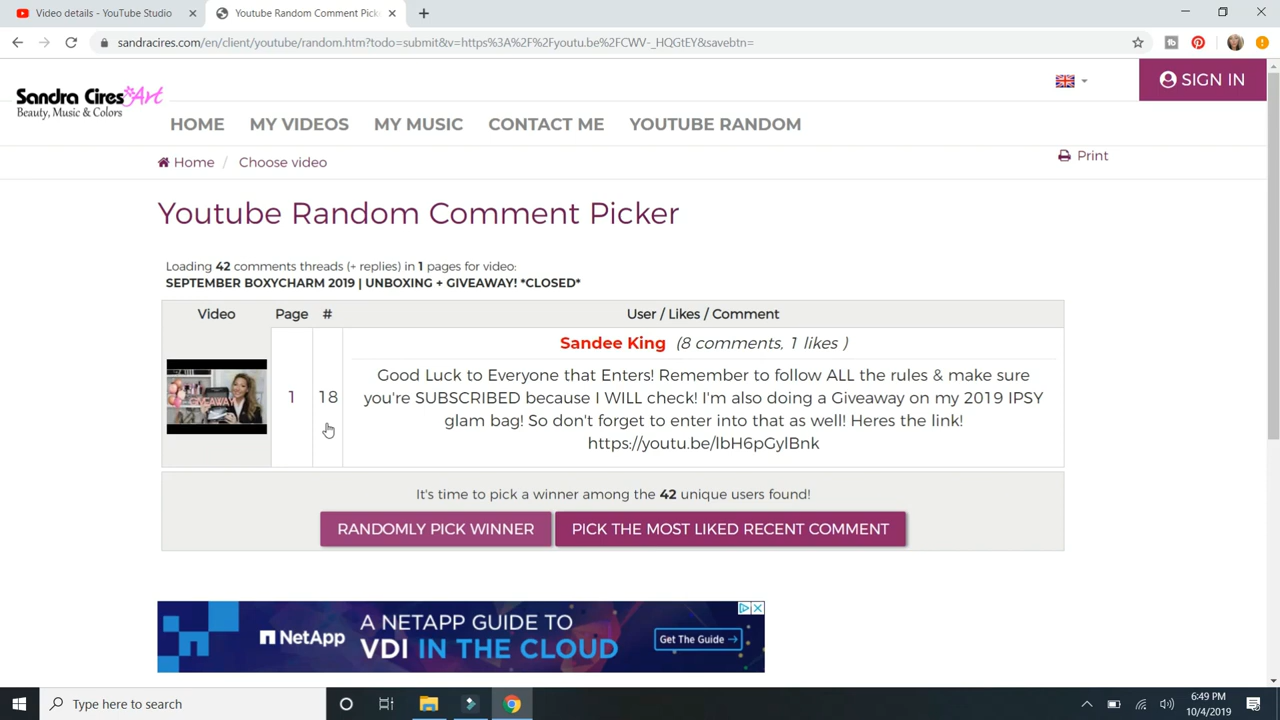 Video details - YouTube Studio
Youtube Random Comment Pick
sandracires.com/en/client/youtube/random.htm?todo=submit&v=https%3A%2F%2Fyoutu.be%2FCWV-_HQGtEY&savebtn=
Sandra Cires Art
Beauty, Music & Colors
SIGN IN
HOME MY VIDEOS MY MUSIC CONTACT ME YOUTUBE RANDOM
Home / Choose video
Print
Youtube Random Comment Picker
Loading 42 comments threads (+ replies) in 1 pages for video:
SEPTEMBER BOXYCHARM 2019 | UNBOXING + GIVEAWAY! *CLOSED*
Video Page # User / Likes / Comment
Sandee King (8 comments, 1 likes )
GIVEAWAY
1 18
Good Luck to Everyone that Enters! Remember to follow ALL the rules & make sure
you're SUBSCRIBED because I WILL check! I'm also doing a Giveaway on my 2019 IPSY
glam bag! So don't forget to enter into that as well! Heres the link!
https://youtu.be/lbH6pGylBnk
It's time to pick a winner among the 42 unique users found!
RANDOMLY PICK WINNER PICK THE MOST LIKED RECENT COMMENT
NetApp
A NETAPP GUIDE TO
VDI IN THE CLOUD
Get The Guide
Type here to search
6:49 PM
10/4/2019